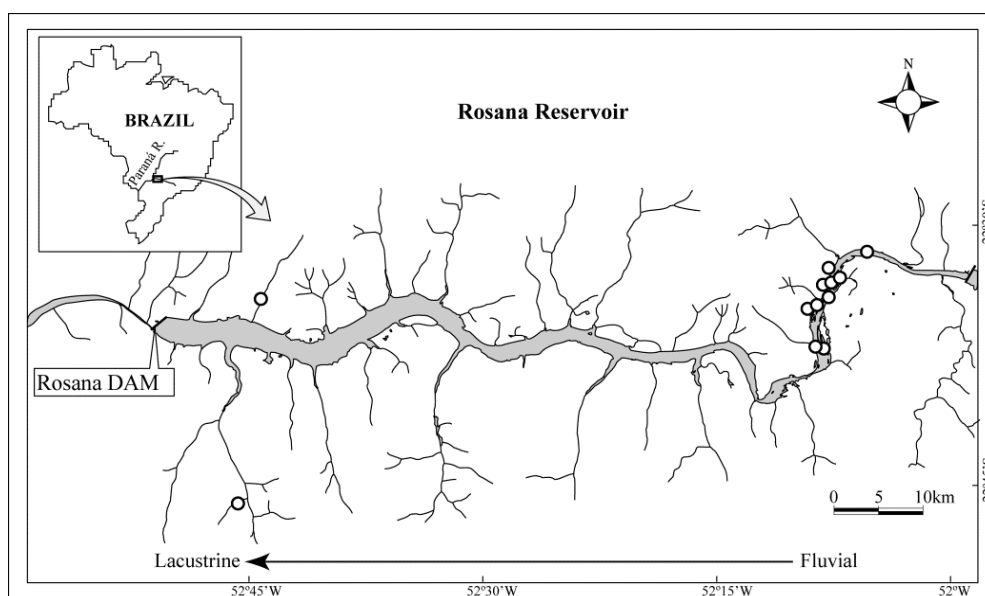 N
Rosana Reservoir
BRAZIL
Paraná R.
Rosana DAM
0 5 10km
Lacustrine
Fluvial
52°45'W
52°30'W
52°15'W
52°W